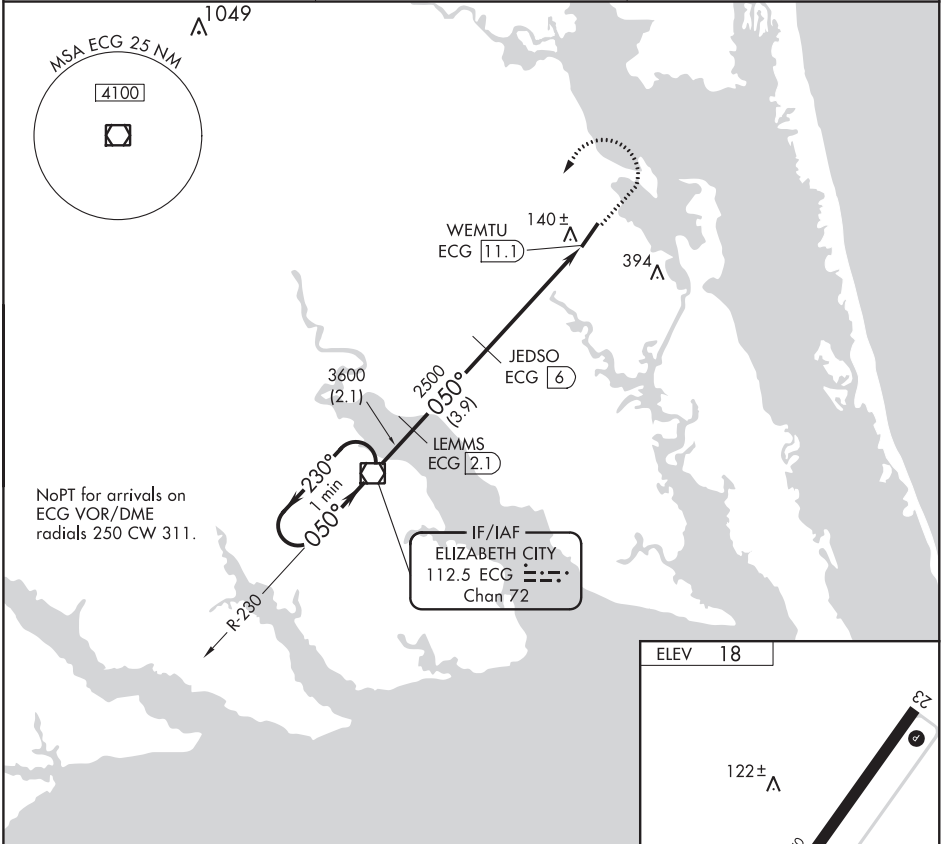 1049
MSA ECG 25 NM
4100
WEMTU
ECG 11.1
140 ±
394
JEDSO
ECG 6
3600
(2.1)
2500
050°
(3.9)
LEMMS
ECG 2.1
230°
1 min
050°
NoPT for arrivals on
ECG VOR/DME
radials 250 CW 311.
R-230
IF/IAF
ELIZABETH CITY
112.5 ECG
Chan 72
ELEV 18
23
P
122 ±